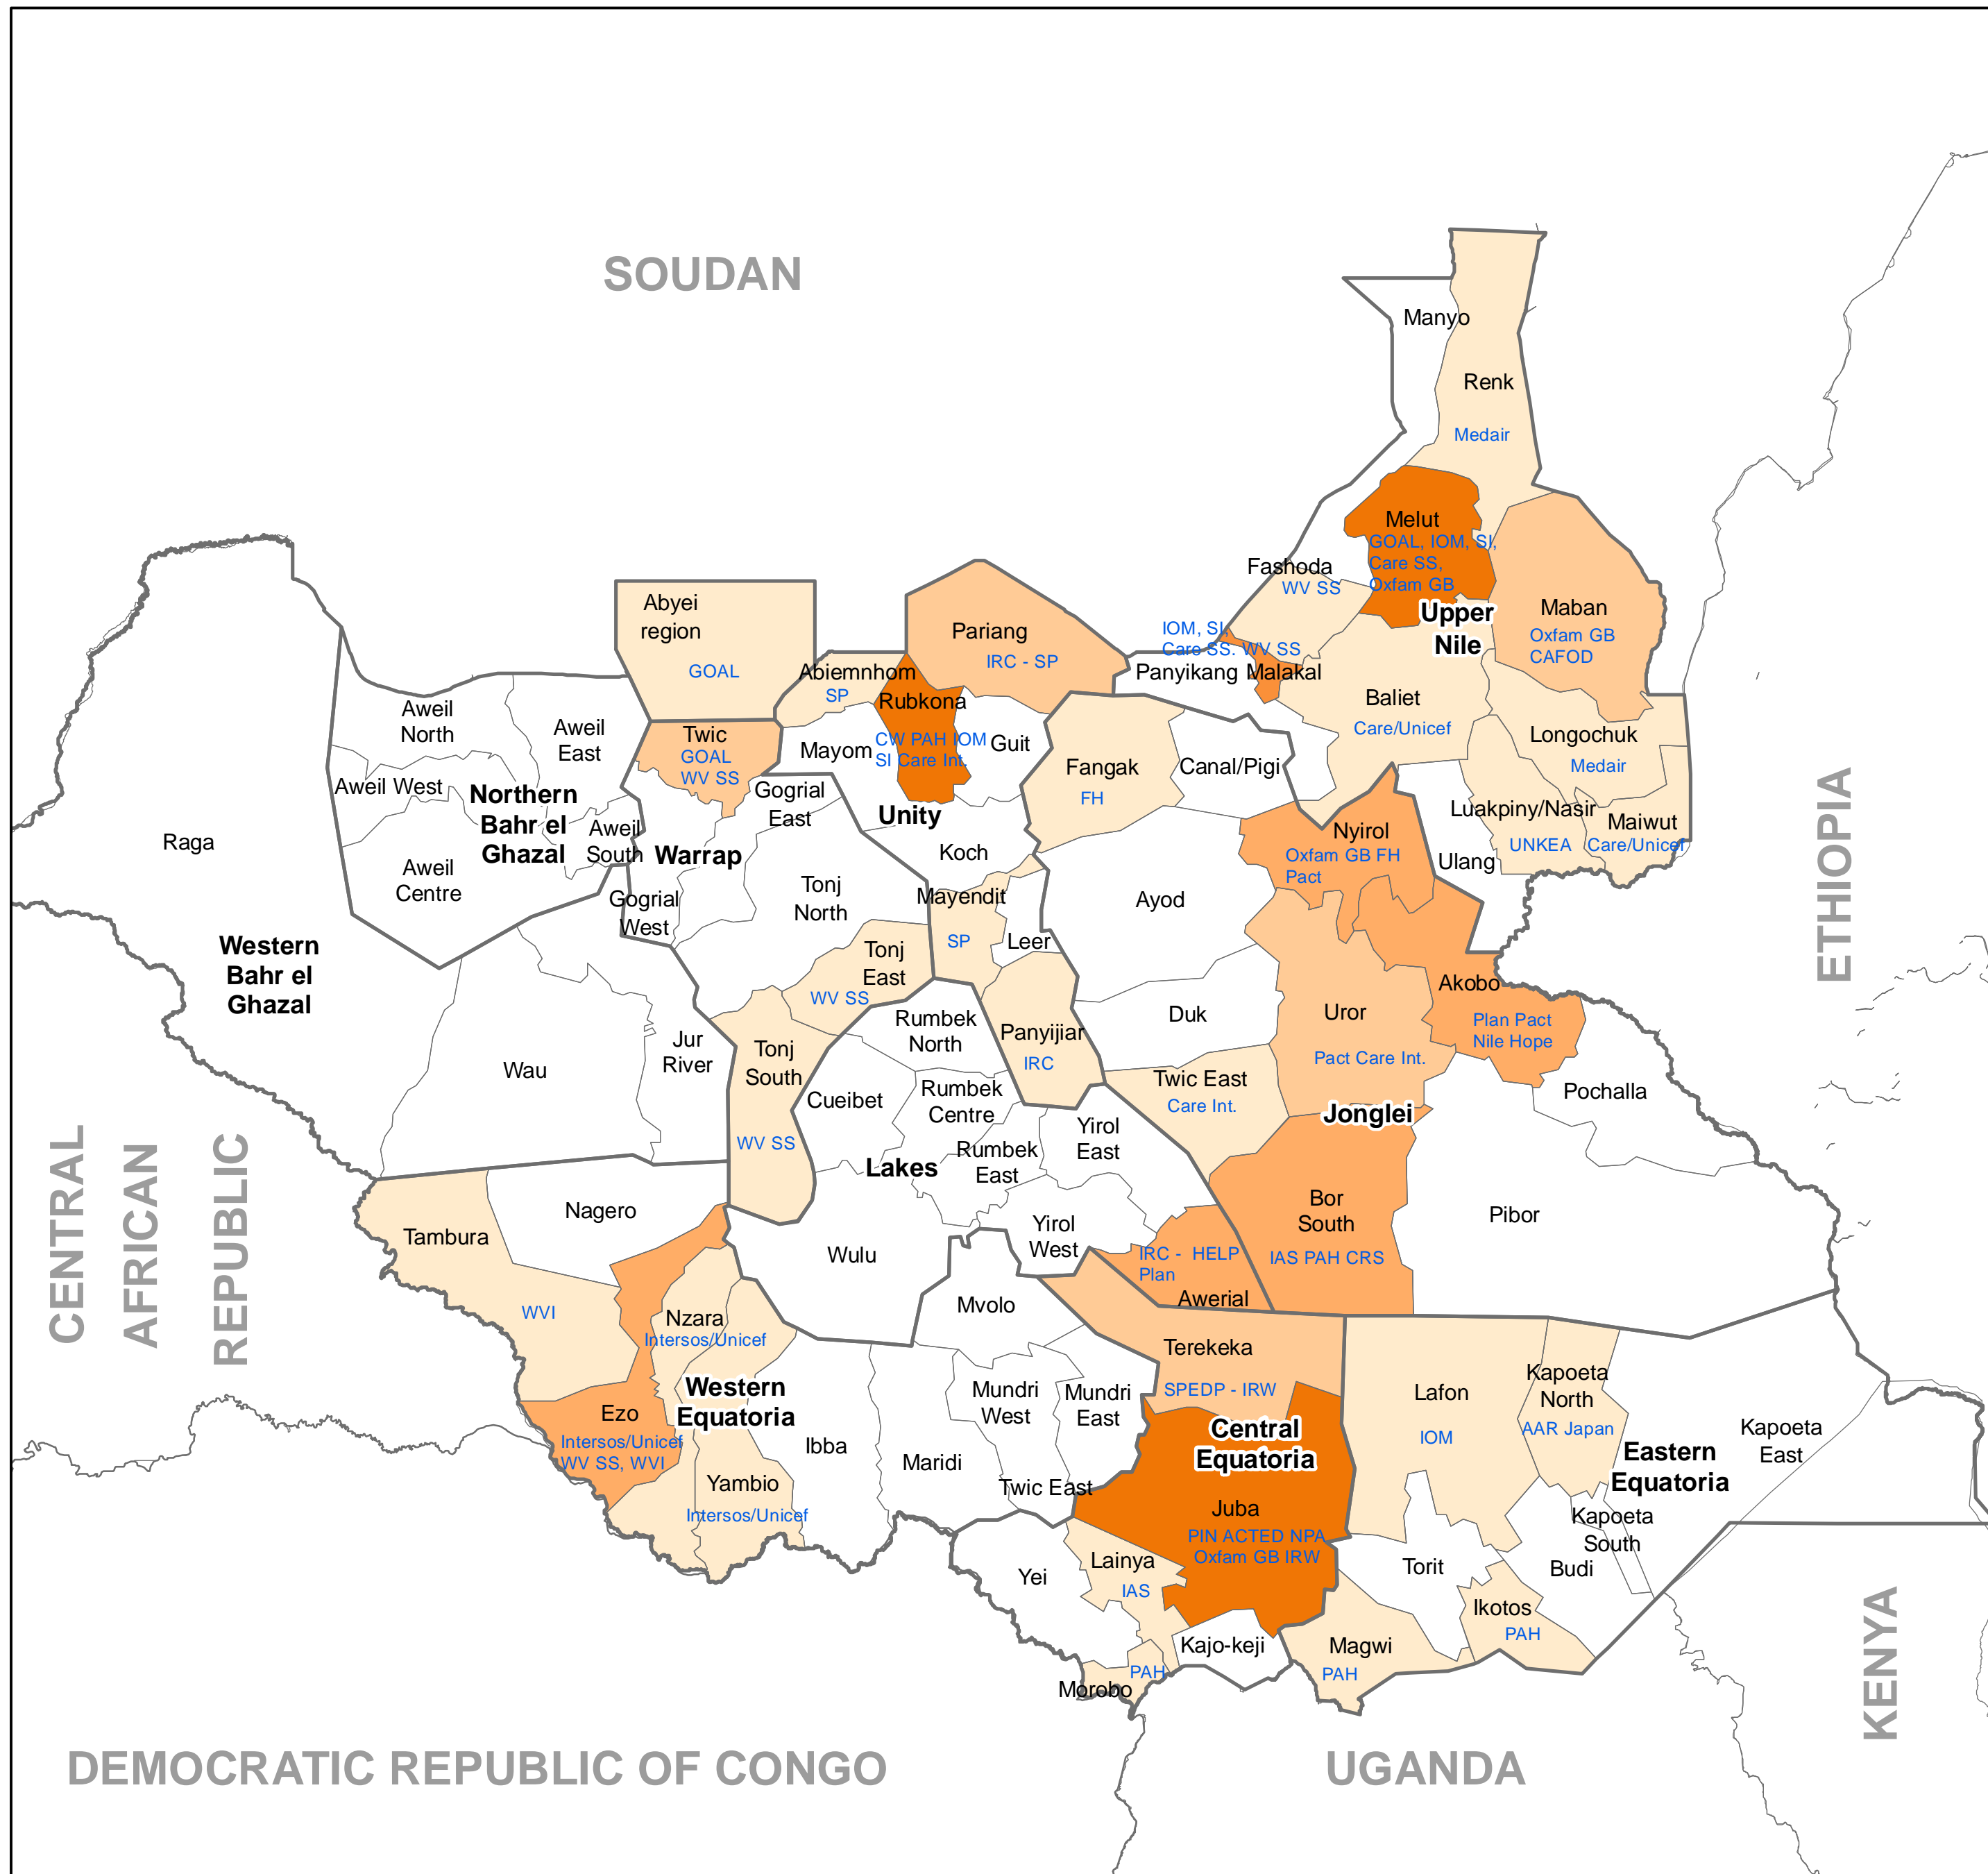 SOUDAN
Manyo
Renk
Medair
Melut
GOAL, IOM, SI,
Care SS,
Oxfam GB
Fashoda
WV SS
Upper
Nile
Maban
Oxfam GB
CAFOD
Abyei
region
GOAL
Pariang
IRC - SP
IOM, SI,
Care SS. WV SS
Panyikang
Malakal
Abiemnhom
SP
Rubkona
CW PAH IOM
SI Care Int.
Baliet
Care/Unicef
Longochuk
Medair
Aweil
North
Aweil
East
Twic
GOAL
WV SS
Mayom
Guit
Fangak
FH
Canal/Pigi
Aweil West
Northern
Bahr el
Ghazal
Gogrial
East
Unity
Luakpiny/Nasir
UNKEA
Maiwut
Care/Unicef
Raga
Aweil
South
Warrap
Nyirol
Oxfam GB FH
Pact
Ulang
ETHIOPIA
Aweil
Centre
Koch
Gogrial
West
Tonj
North
Mayendit
SP
Leer
Ayod
Western
Bahr el
Ghazal
Tonj
East
WV SS
Akobo
Plan Pact
Nile Hope
Rumbek
North
Panyijiar
IRC
Duk
Uror
Pact Care Int.
Wau
Jur
River
Tonj
South
WV SS
Cueibet
Rumbek
Centre
Twic East
Care Int.
Pochalla
Jonglei
Yirol
East
Rumbek
East
Lakes
CENTRAL
AFRICAN
REPUBLIC
Nagero
Tambura
WVI
Wulu
Yirol
West
Bor
South
IAS PAH CRS
Pibor
IRC -  HELP
Plan
Awerial
Mvolo
Nzara
Intersos/Unicef
Terekeka
SPEDP - IRW
Western
Equatoria
Ezo
Intersos/Unicef
WV SS, WVI
Mundri
West
Mundri
East
Lafon
IOM
Kapoeta
North
AAR Japan
Central
Equatoria
Kapoeta
East
Eastern
Equatoria
Ibba
Maridi
Yambio
Intersos/Unicef
Twic East
Juba
PIN ACTED NPA
Oxfam GB IRW
Kapoeta
South
Yei
Lainya
IAS
Torit
Budi
Ikotos
PAH
Kajo-keji
Magwi
PAH
PAH
Morobo
KENYA
DEMOCRATIC REPUBLIC OF CONGO
UGANDA